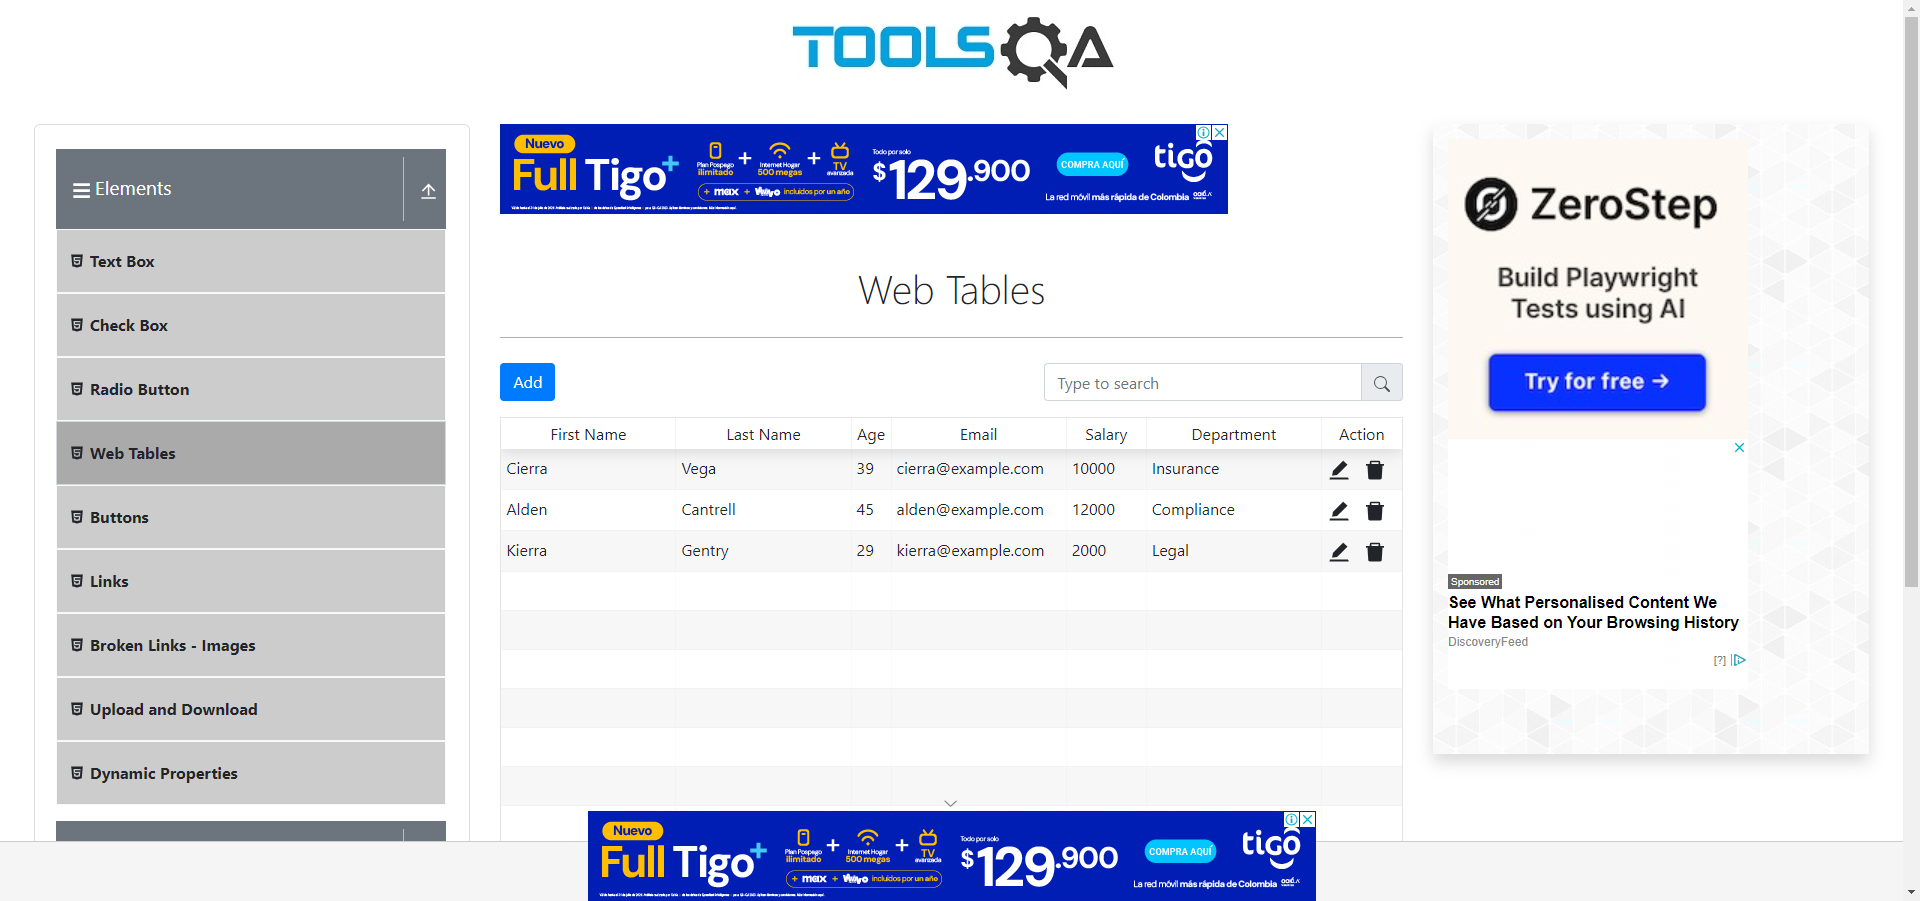 TOOLSQA
Elements
Text Box
Check Box
Radio Button
Web Tables
Buttons
Links
Broken Links - Images
Upload and Download
Dynamic Properties
Nuevo
Full Tigo+
Plan Pospago
ilimitado
+
Internet Hogar
500 megas
+
TV
avanzada
+ max + Win+ incluidos por un año
Todo por solo
$129.900
COMPRA AQUÍ
tigo
La red móvil más rápida de Colombia
Web Tables
Add
Type to search
First Name Last Name Age Email Salary Department Action
Cierra Vega 39 cierra@example.com 10000 Insurance
Alden Cantrell 45 alden@example.com 12000 Compliance
Kierra Gentry 29 kierra@example.com 2000 Legal
ZeroStep
Build Playwright
Tests using AI
Try for free →
Sponsored
See What Personalised Content We
Have Based on Your Browsing History
DiscoveryFeed
[?]
Nuevo
Full Tigo+
Plan Pospago
ilimitado
+
Internet Hogar
500 megas
+
TV
avanzada
+ max + Win+ incluidos por un año
Todo por solo
$129.900
COMPRA AQUÍ
tigo
La red móvil más rápida de Colombia